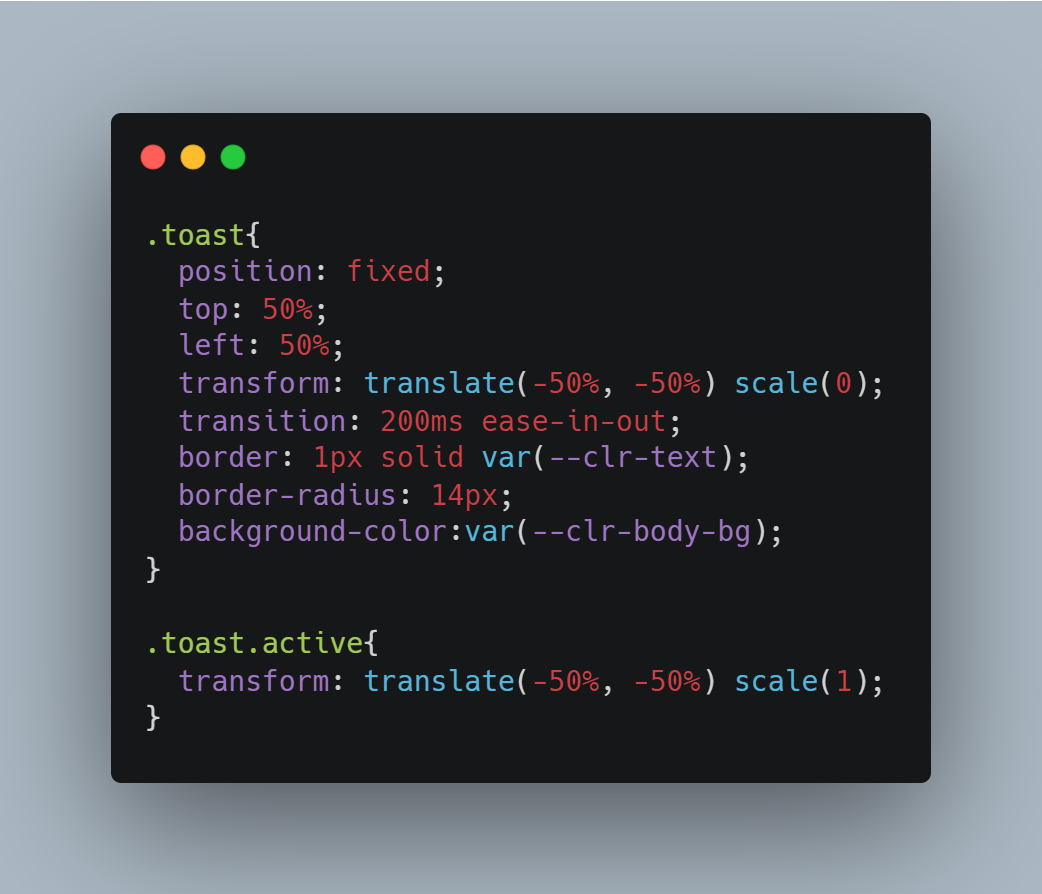 .toast{
  position: fixed;
  top: 50%;
  left: 50%;
  transform: translate(-50%, -50%) scale(0);
  transition: 200ms ease-in-out;
  border: 1px solid var(--clr-text);
  border-radius: 14px;
  background-color:var(--clr-body-bg);
}

.toast.active{
  transform: translate(-50%, -50%) scale(1);
}